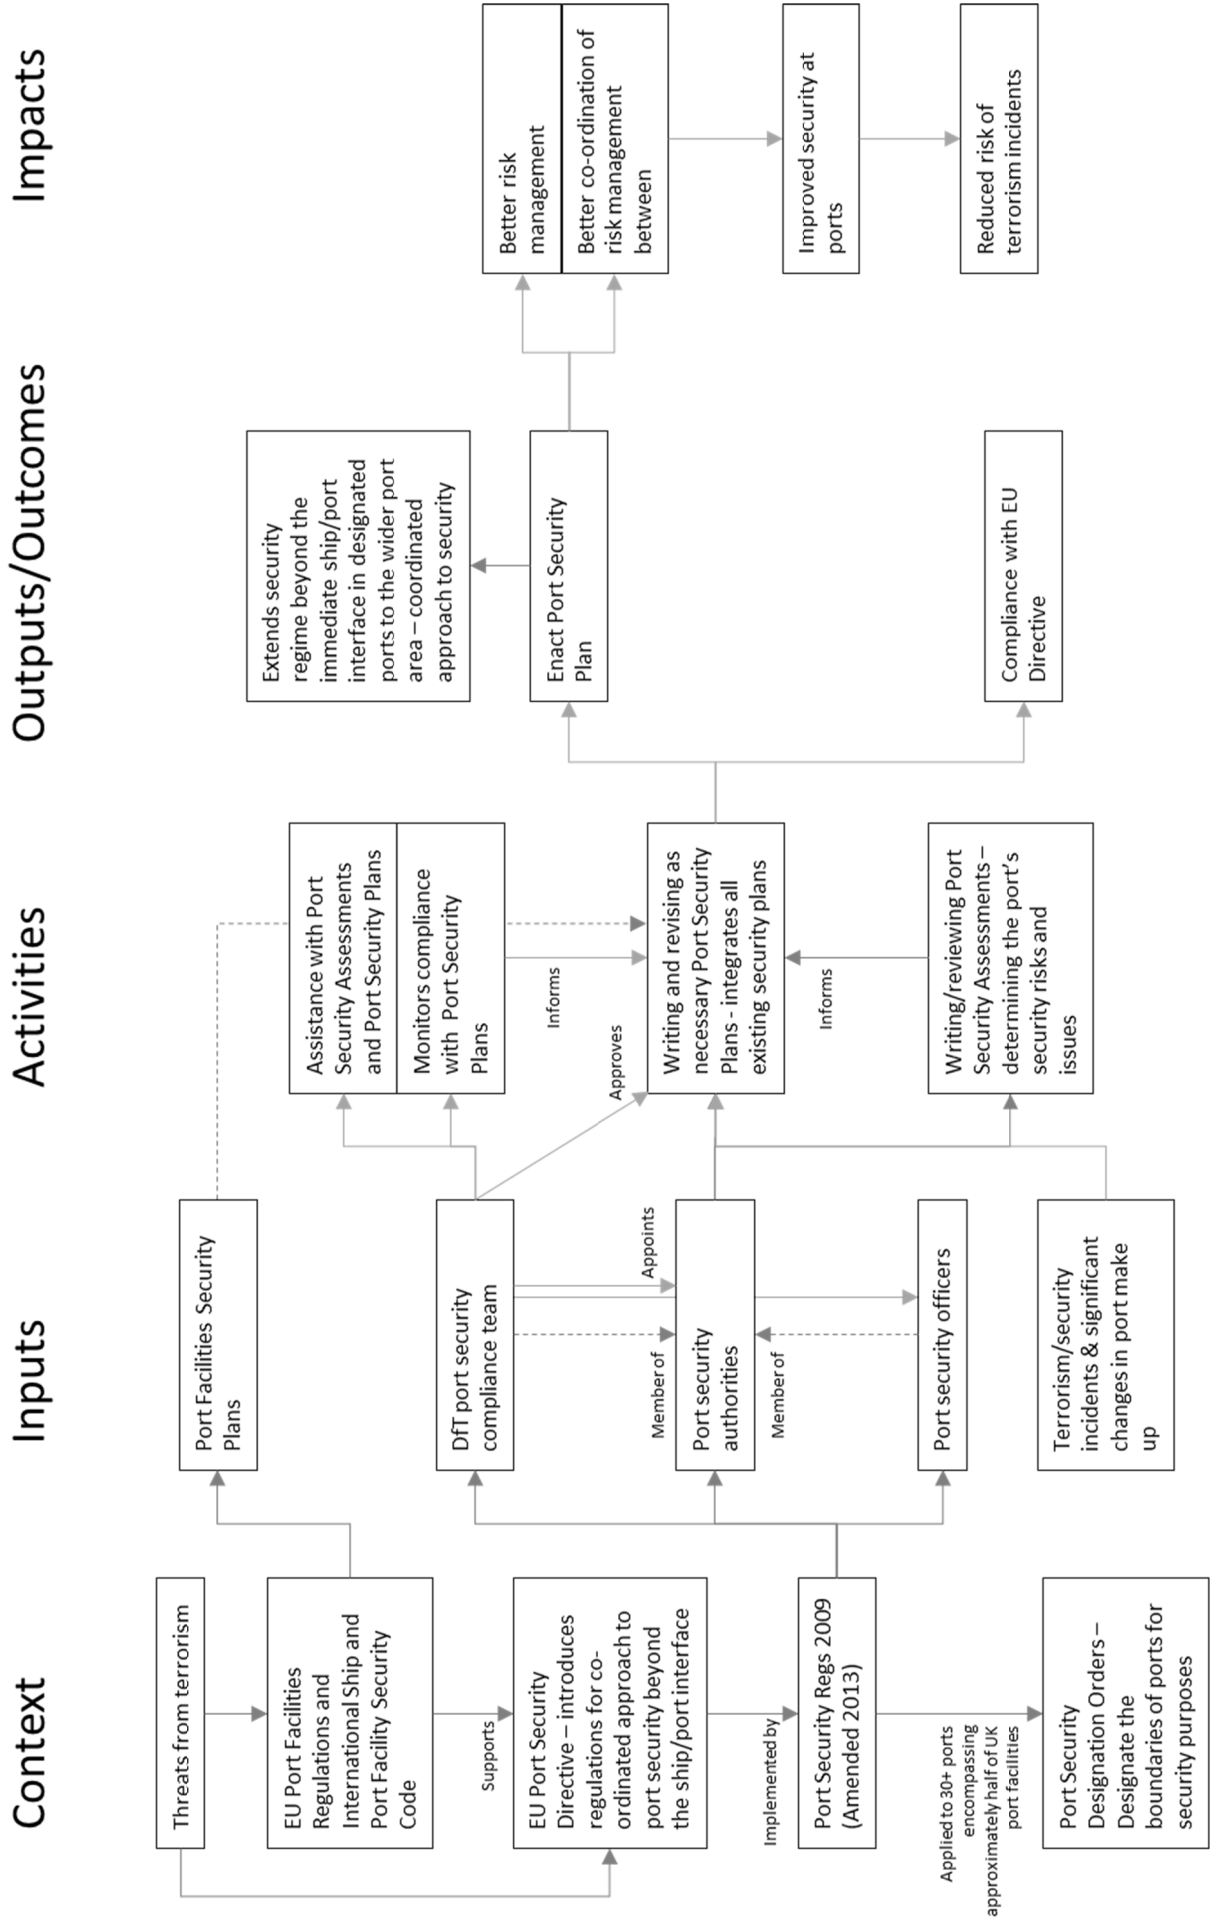 Context
Inputs
Activities
Outputs/Outcomes
Impacts
Threats from terrorism
EU Port Facilities
Regulations and
International Ship and
Port Facility Security
Code
Supports
EU Port Security
Directive – introduces
regulations for co-
ordinated approach to
port security beyond
the ship/port interface
Implemented by
Port Security Regs 2009
(Amended 2013)
Applied to 30+ ports
encompassing
approximately half of UK
port facilities
Port Security
Designation Orders –
Designate the
boundaries of ports for
security purposes
Port Facilities Security
Plans
DfT port security
compliance team
Member of
Appoints
Port security
authorities
Member of
Port security officers
Terrorism/security
incidents & significant
changes in port make
up
Assistance with Port
Security Assessments
and Port Security Plans
Monitors compliance
with Port Security
Plans
Informs
Approves
Writing and revising as
necessary Port Security
Plans - integrates all
existing security plans
Informs
Writing/reviewing Port
Security Assessments –
determining the port's
security risks and
issues
Extends security
regime beyond the
immediate ship/port
interface in designated
ports to the wider port
area – coordinated
approach to security
Enact Port Security
Plan
Compliance with EU
Directive
Better risk
management
Better co-ordination of
risk management
between
Improved security at
ports
Reduced risk of
terrorism incidents